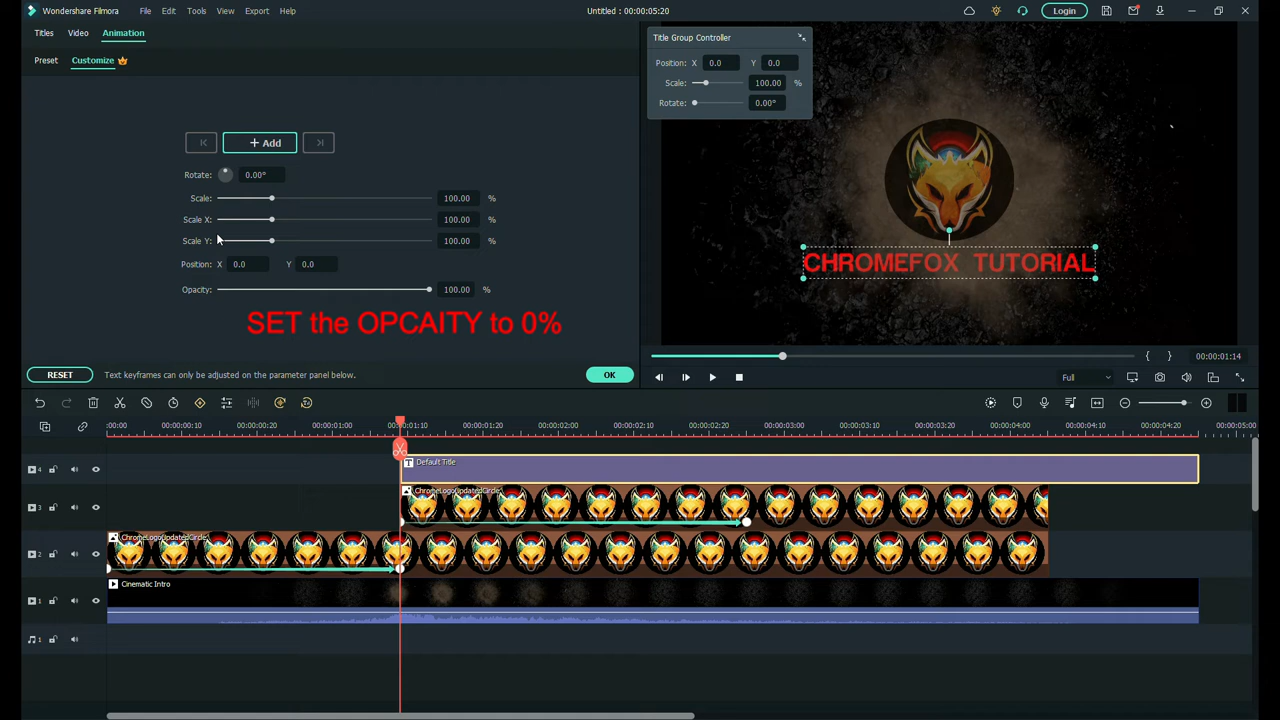 Wondershare Filmora File Edit Tools View Export Help Untitled : 00:00:05:20 Login
Titles Video Animation
Preset Customize
+ Add
Rotate: 0.00°
Scale: 100.00 %
Scale X: 100.00 %
Scale Y: 100.00 %
Position: X 0.0 Y 0.0
Opacity: 100.00 %
SET the OPCAITY to 0%
RESET Text keyframes can only be adjusted on the parameter panel below. OK
Title Group Controller
Position: X 0.0 Y 0.0
Scale: 100.00 %
Rotate: 0.00°
CHROMEFOX TUTORIAL
{ } 00:00:01:14
Full
:00:00 00:00:00:10 00:00:00:20 00:00:01:00 00:00:01:10 00:00:01:20 00:00:02:00 00:00:02:10 00:00:02:20 00:00:03:00 00:00:03:10 00:00:03:20 00:00:04:00 00:00:04:10 00:00:04:20 00:00:05:00
4 Default Title
3 ChromeLogoUpdatedCircle
2 ChromeLogoUpdatedCircle
1 Cinematic Intro
1